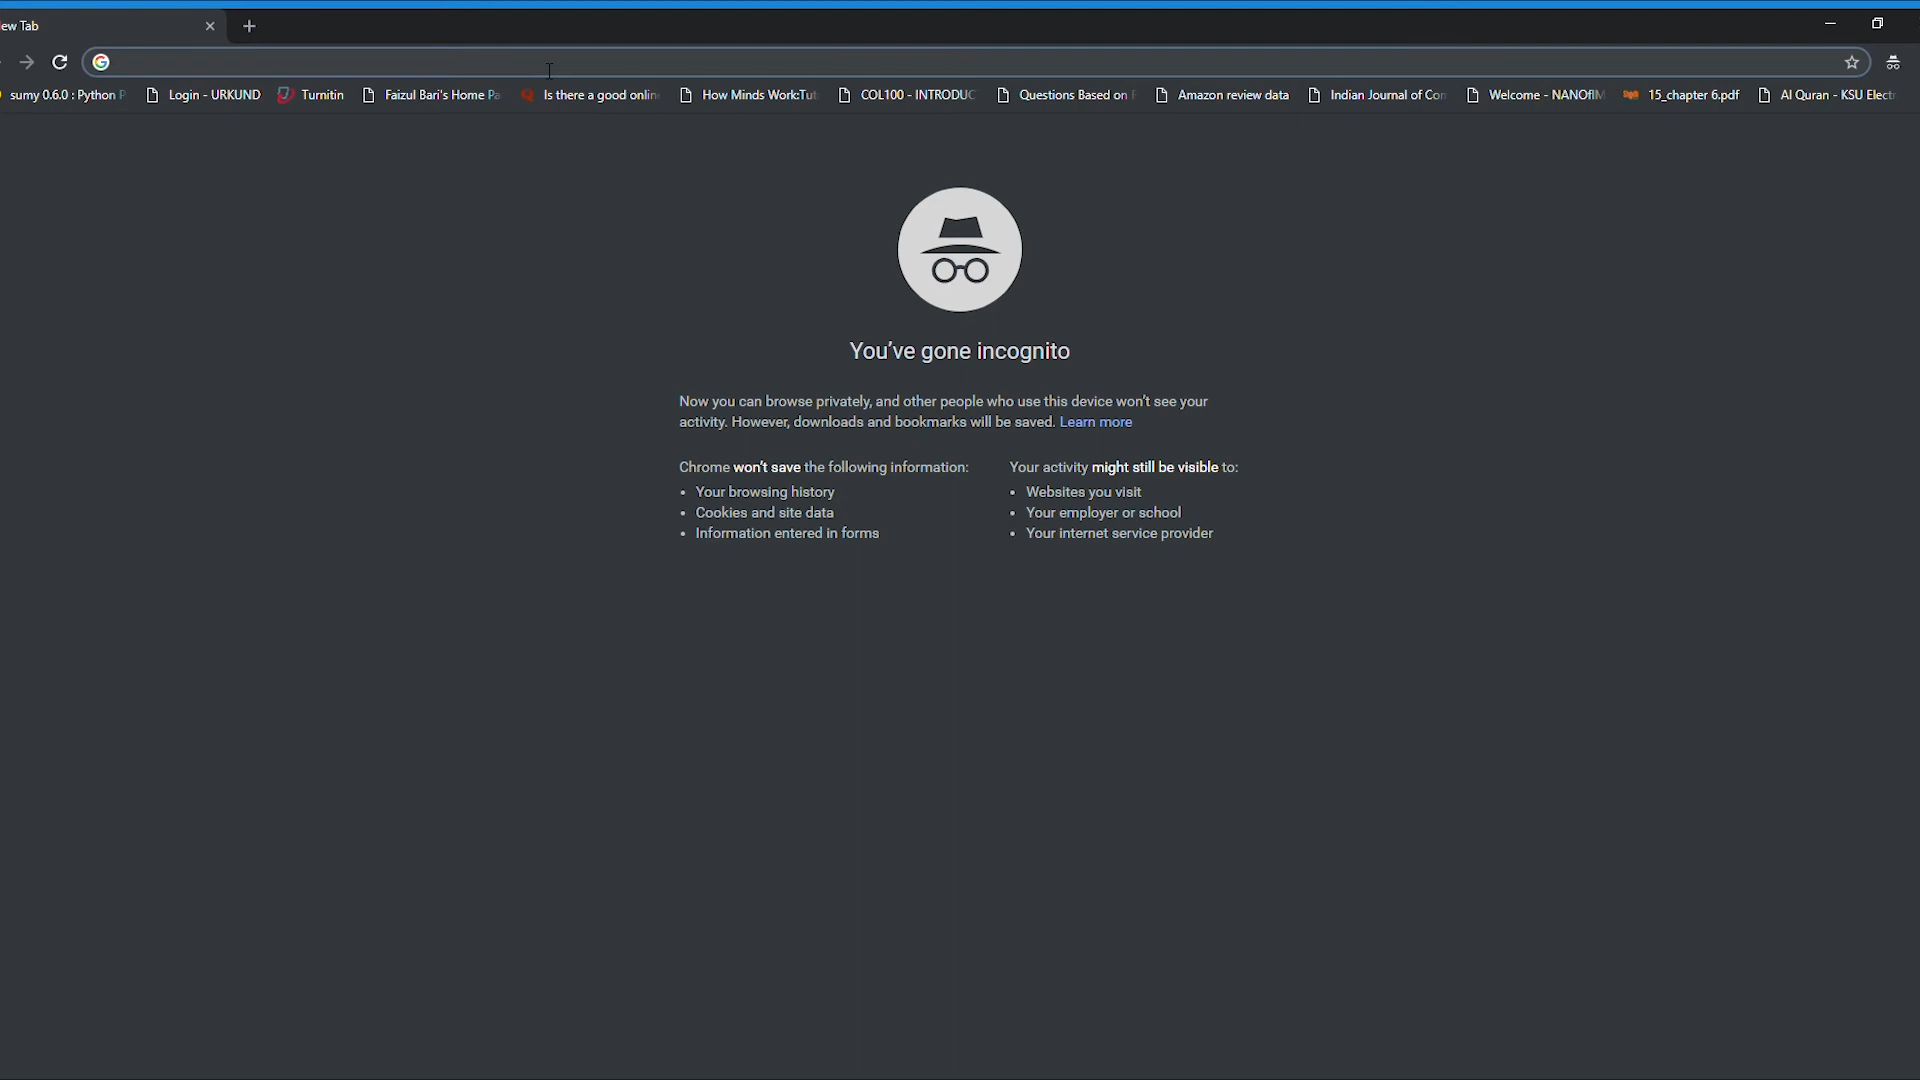 ew Tab
sumy 0.6.0 : Python P Login - URKUND Turnitin Faizul Bari's Home Pa Is there a good onlin How Minds Work:Tut COL100 - INTRODUC Questions Based on Amazon review data Indian Journal of Con Welcome - NANOfIM 15_chapter 6.pdf Al Quran - KSU Elect
You've gone incognito
Now you can browse privately, and other people who use this device won't see your
activity. However, downloads and bookmarks will be saved. Learn more
Chrome won't save the following information:
Your browsing history
Cookies and site data
Information entered in forms
Your activity might still be visible to:
Websites you visit
Your employer or school
Your internet service provider